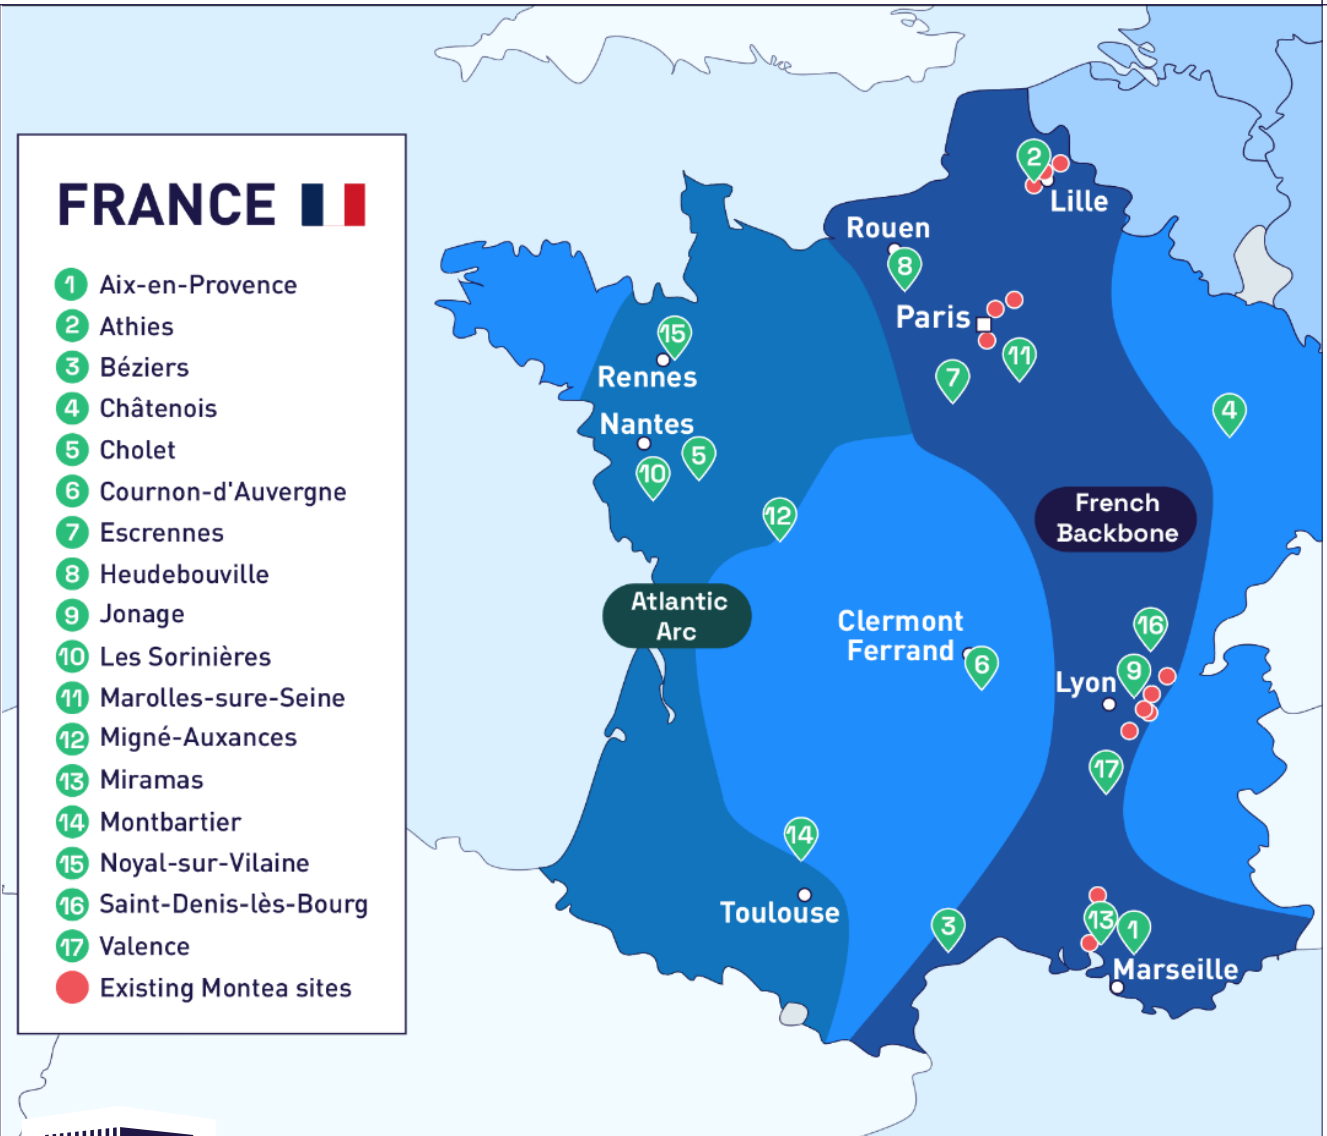 FRANCE
1 Aix-en-Provence
2 Athies
3 Béziers
4 Châtenois
5 Cholet
6 Cournon-d'Auvergne
7 Escrennes
8 Heudebouville
9 Jonage
10 Les Sorinières
11 Marolles-sure-Seine
12 Migné-Auxances
13 Miramas
14 Montbartier
15 Noyal-sur-Vilaine
16 Saint-Denis-lès-Bourg
17 Valence
Existing Montea sites
2
Lille
Rouen
8
Paris
15
Rennes
11
7
4
Nantes
5
10
12
French
Backbone
Atlantic
Arc
Clermont
Ferrand
6
16
9
Lyon
17
14
Toulouse
3
13
1
Marseille